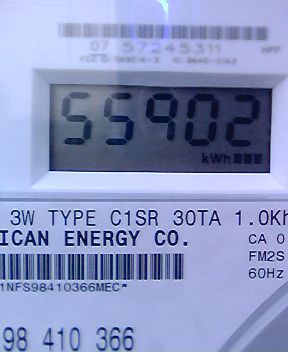 07 57245311
55902
kWh
3W TYPE C1SR 30TA 1.0Kh
ICAN ENERGY CO.
CA 0
FM2S
60Hz
1NFS98410366MEC*
98 410 366